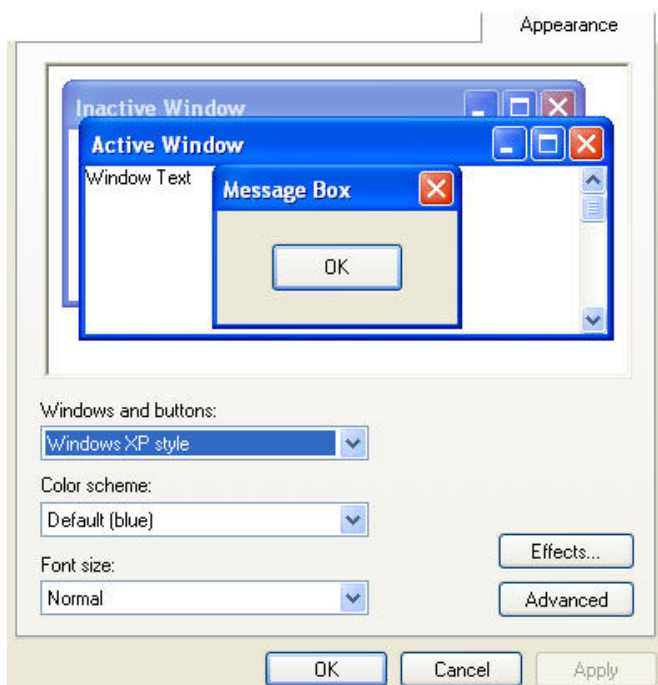 Appearance
Inactive Window
Active Window
Window Text
Message Box
OK
Windows and buttons:
Windows XP style
Color scheme:
Default (blue)
Effects...
Font size:
Normal
Advanced
OK Cancel Apply